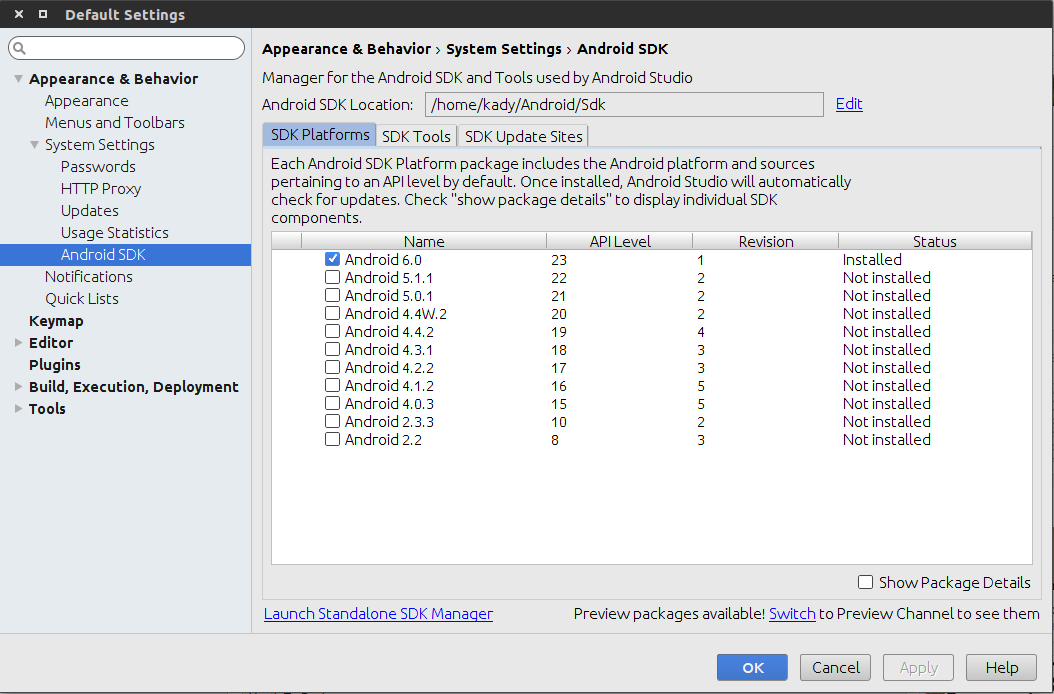 Default Settings
Appearance & Behavior
Appearance
Menus and Toolbars
System Settings
Passwords
HTTP Proxy
Updates
Usage Statistics
Android SDK
Notifications
Quick Lists
Keymap
Editor
Plugins
Build, Execution, Deployment
Tools
Appearance & Behavior › System Settings › Android SDK
Manager for the Android SDK and Tools used by Android Studio
Android SDK Location: /home/kady/Android/Sdk Edit
SDK Platforms SDK Tools SDK Update Sites
Each Android SDK Platform package includes the Android platform and sources
pertaining to an API level by default. Once installed, Android Studio will automatically
check for updates. Check "show package details" to display individual SDK
components.
Name API Level Revision Status
Android 6.0 23 1 Installed
Android 5.1.1 22 2 Not installed
Android 5.0.1 21 2 Not installed
Android 4.4W.2 20 2 Not installed
Android 4.4.2 19 4 Not installed
Android 4.3.1 18 3 Not installed
Android 4.2.2 17 3 Not installed
Android 4.1.2 16 5 Not installed
Android 4.0.3 15 5 Not installed
Android 2.3.3 10 2 Not installed
Android 2.2 8 3 Not installed
Show Package Details
Launch Standalone SDK Manager Preview packages available! Switch to Preview Channel to see them
OK Cancel Apply Help